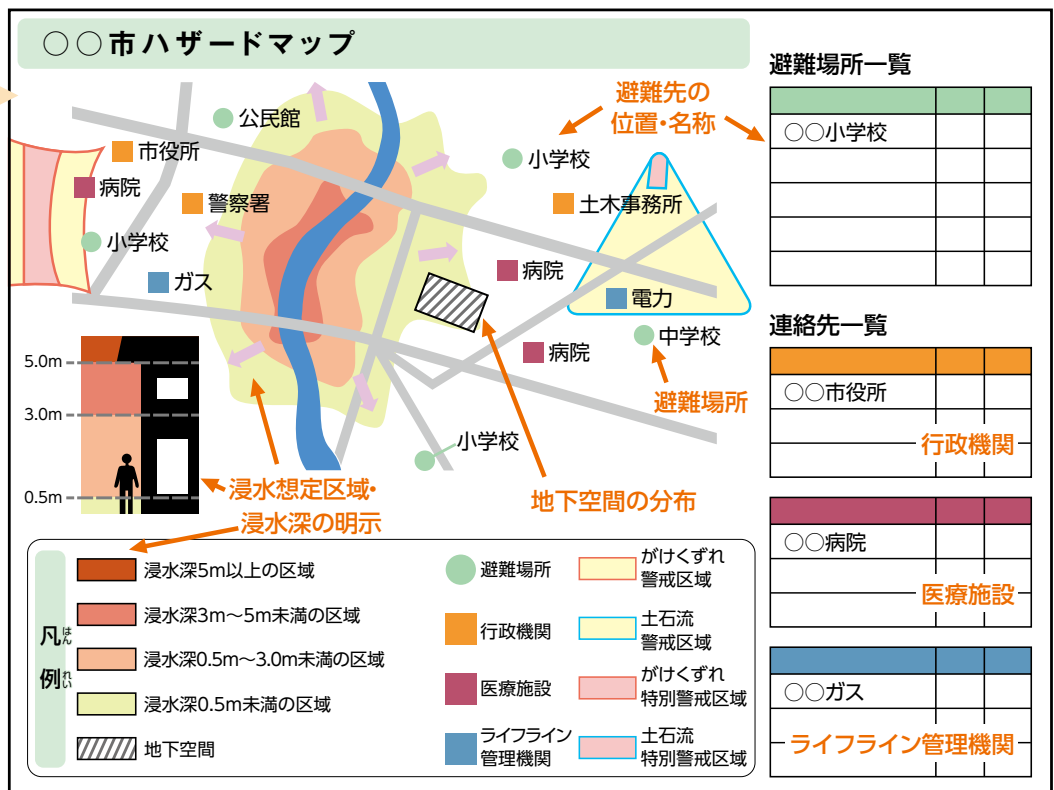 ○○市ハザードマップ
避難場所一覧
○○小学校
避難先の
位置・名称
公民館
小学校
市役所
病院
警察署
土木事務所
小学校
ガス
病院
電力
中学校
病院
避難場所
小学校
5.0m
3.0m
0.5m
浸水想定区域・
浸水深の明示
地下空間の分布
連絡先一覧
○○市役所
行政機関
○○病院
医療施設
○○ガス
ライフライン管理機関
凡例
はん
れい
浸水深5m以上の区域
浸水深3m〜5m未満の区域
浸水深0.5m〜3.0m未満の区域
浸水深0.5m未満の区域
地下空間
避難場所
行政機関
医療施設
ライフライン
管理機関
がけくずれ
警戒区域
土石流
警戒区域
がけくずれ
特別警戒区域
土石流
特別警戒区域